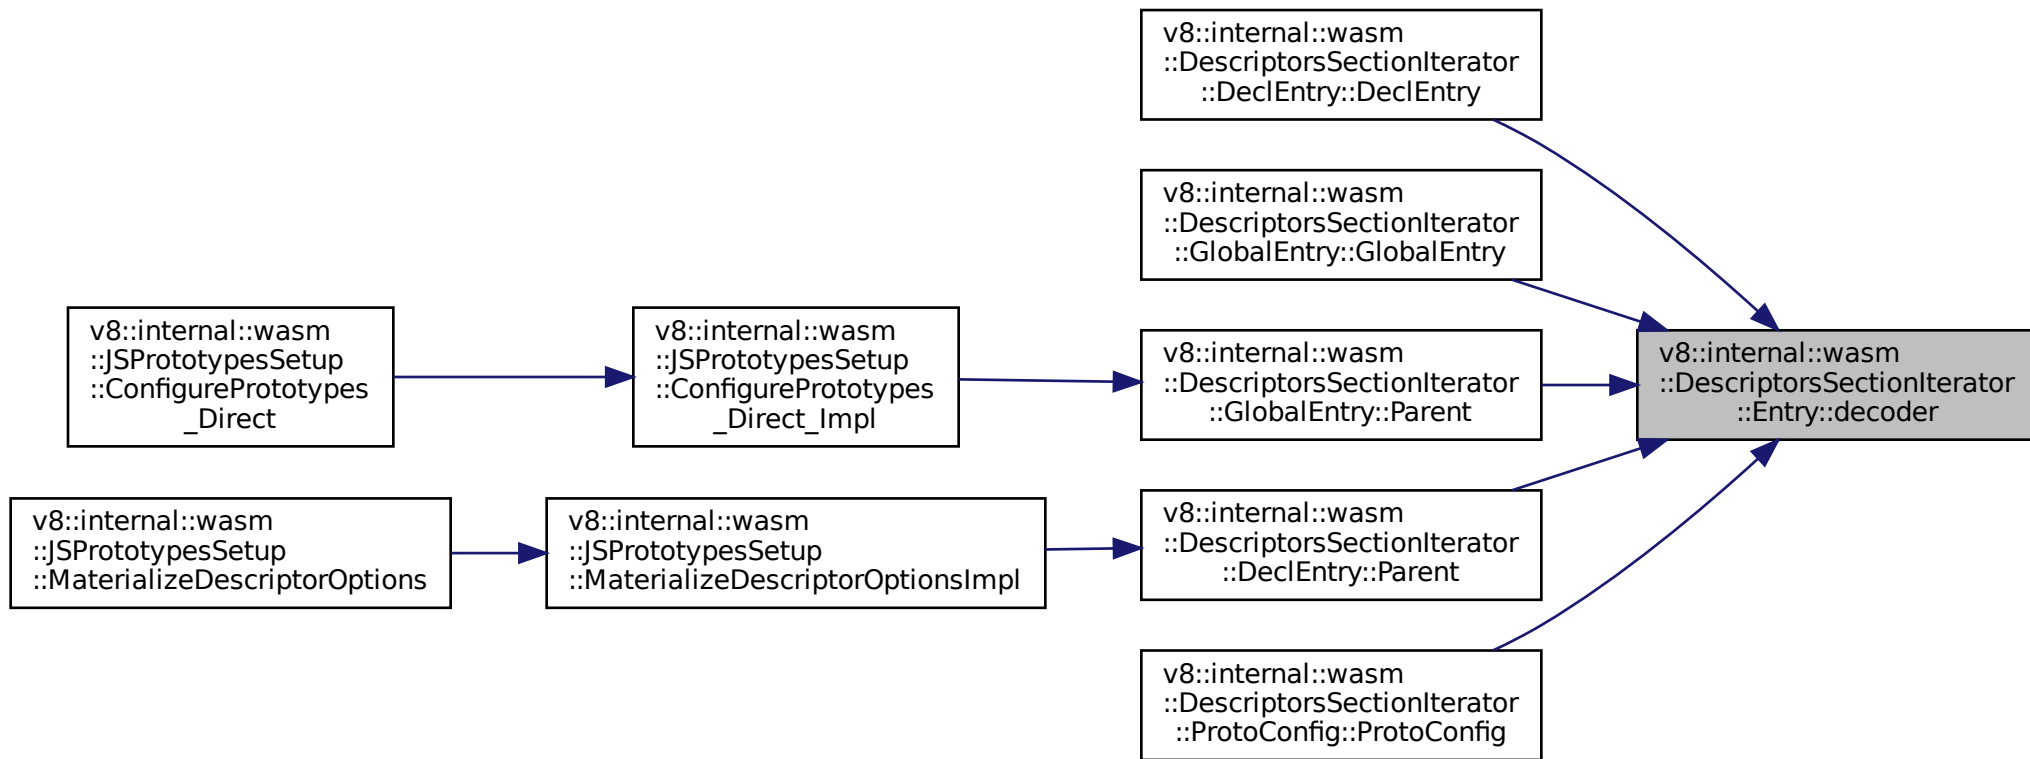 v8::internal::wasm
::DescriptorsSectionIterator
::DeclEntry::DeclEntry
v8::internal::wasm
::DescriptorsSectionIterator
::GlobalEntry::GlobalEntry
v8::internal::wasm
::JSPrototypesSetup
::ConfigurePrototypes
_Direct
v8::internal::wasm
::JSPrototypesSetup
::ConfigurePrototypes
_Direct_Impl
v8::internal::wasm
::DescriptorsSectionIterator
::GlobalEntry::Parent
v8::internal::wasm
::DescriptorsSectionIterator
::Entry::decoder
v8::internal::wasm
::JSPrototypesSetup
::MaterializeDescriptorOptions
v8::internal::wasm
::JSPrototypesSetup
::MaterializeDescriptorOptionsImpl
v8::internal::wasm
::DescriptorsSectionIterator
::DeclEntry::Parent
v8::internal::wasm
::DescriptorsSectionIterator
::ProtoConfig::ProtoConfig